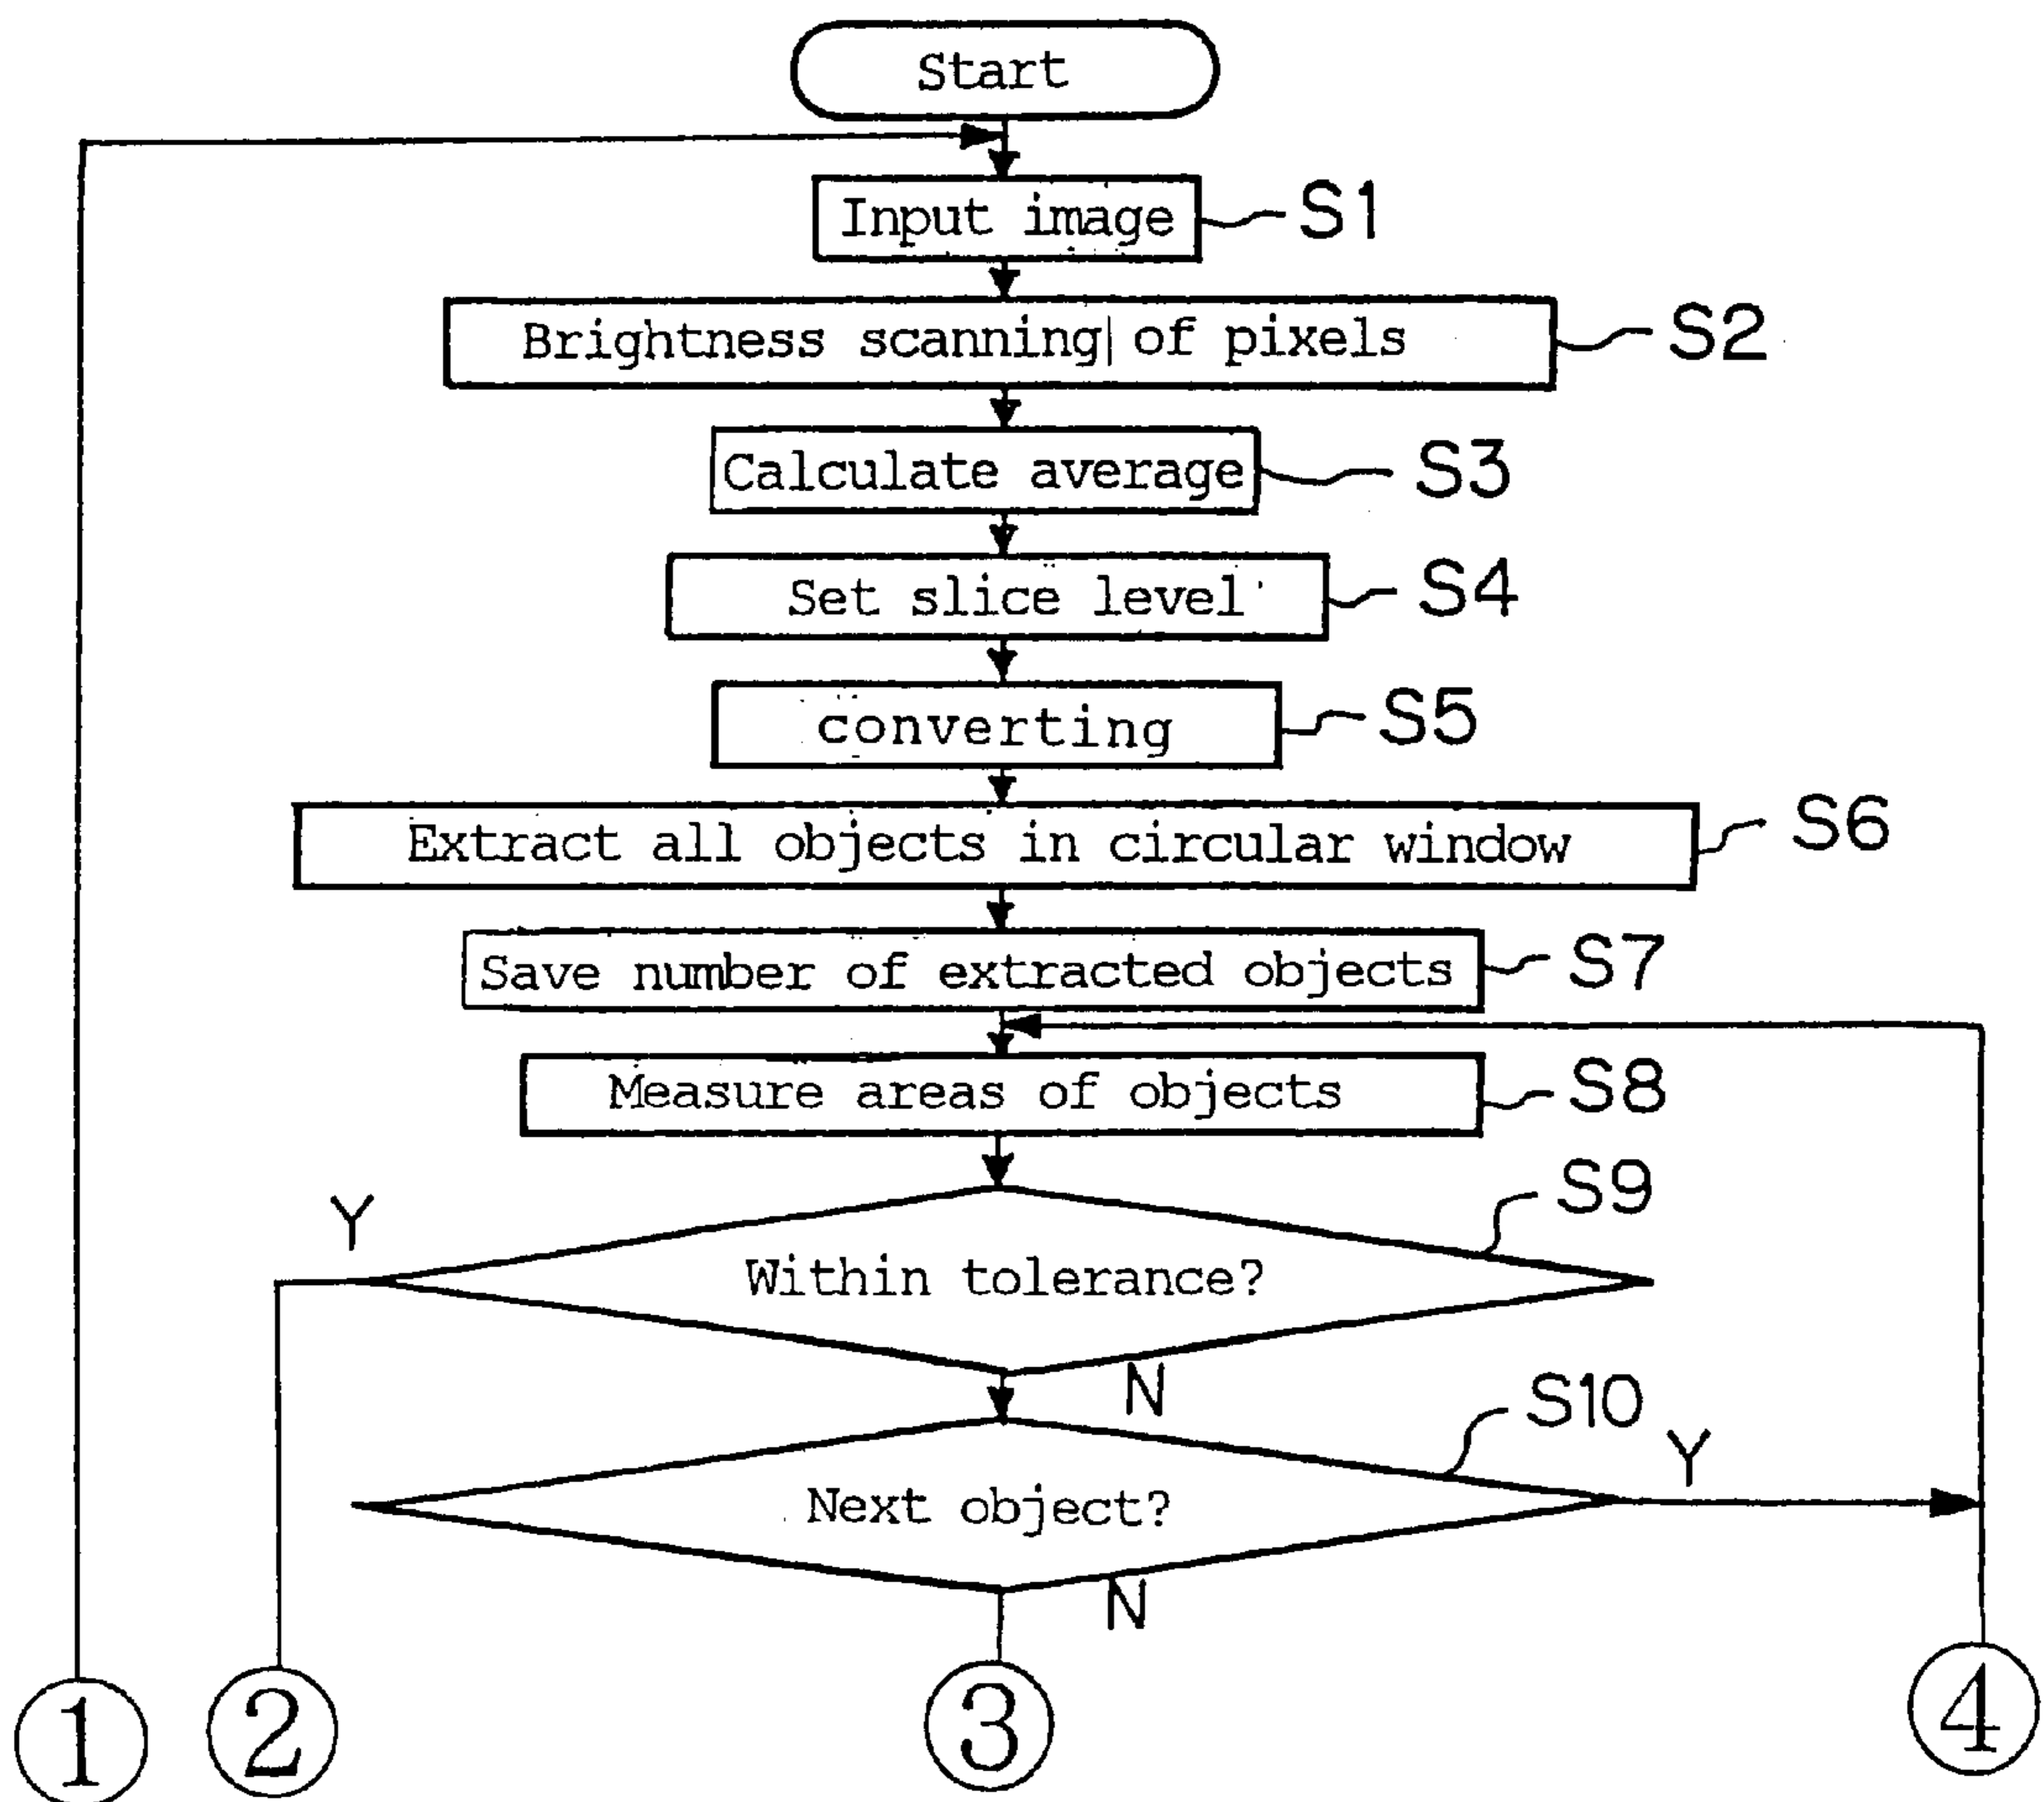 Start
Input image
S1
Brightness scanning of pixels
S2
Calculate average
S3
Set slice level
S4
converting
S5
Extract all objects in circular window
S6
Save number of extracted objects
S7
Measure areas of objects
S8
S9
Y
Within tolerance?
N
S10
Y
Next object?
N
1
2
3
4